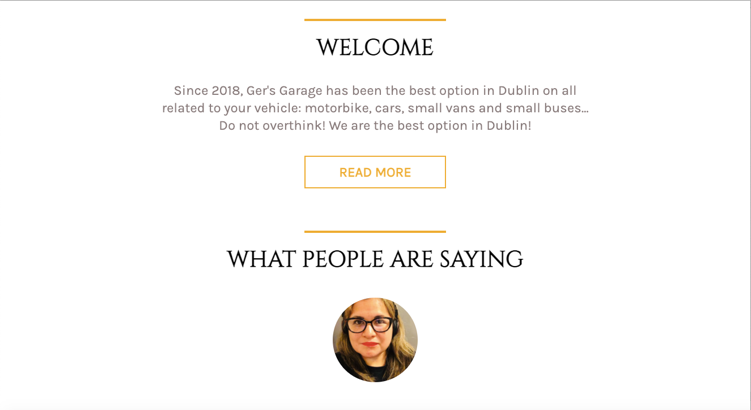 WELCOME
Since 2018, Ger's Garage has been the best option in Dublin on all
related to your vehicle: motorbike, cars, small vans and small buses...
Do not overthink! We are the best option in Dublin!
READ MORE
WHAT PEOPLE ARE SAYING